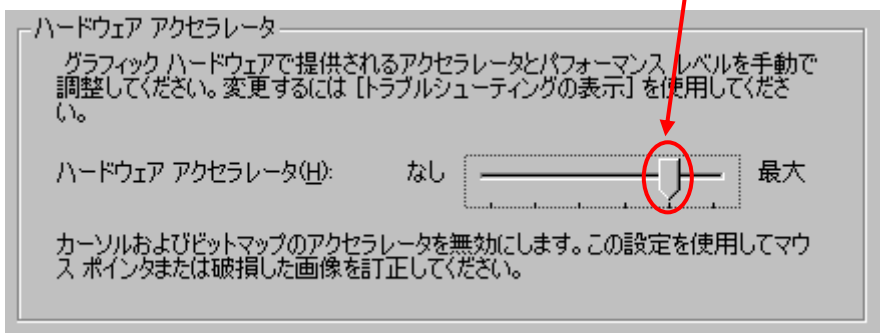 ハードウェア アクセラレータ
グラフィック ハードウェアで提供されるアクセラレータとパフォーマンス レベルを手動で
調整してください。変更するには [トラブルシューティングの表示] を使用してくださ
い。
ハードウェア アクセラレータ(H): なし 最大
カーソルおよびビットマップのアクセラレータを無効にします。この設定を使用してマウ
ス ポインタまたは破損した画像を訂正してください。